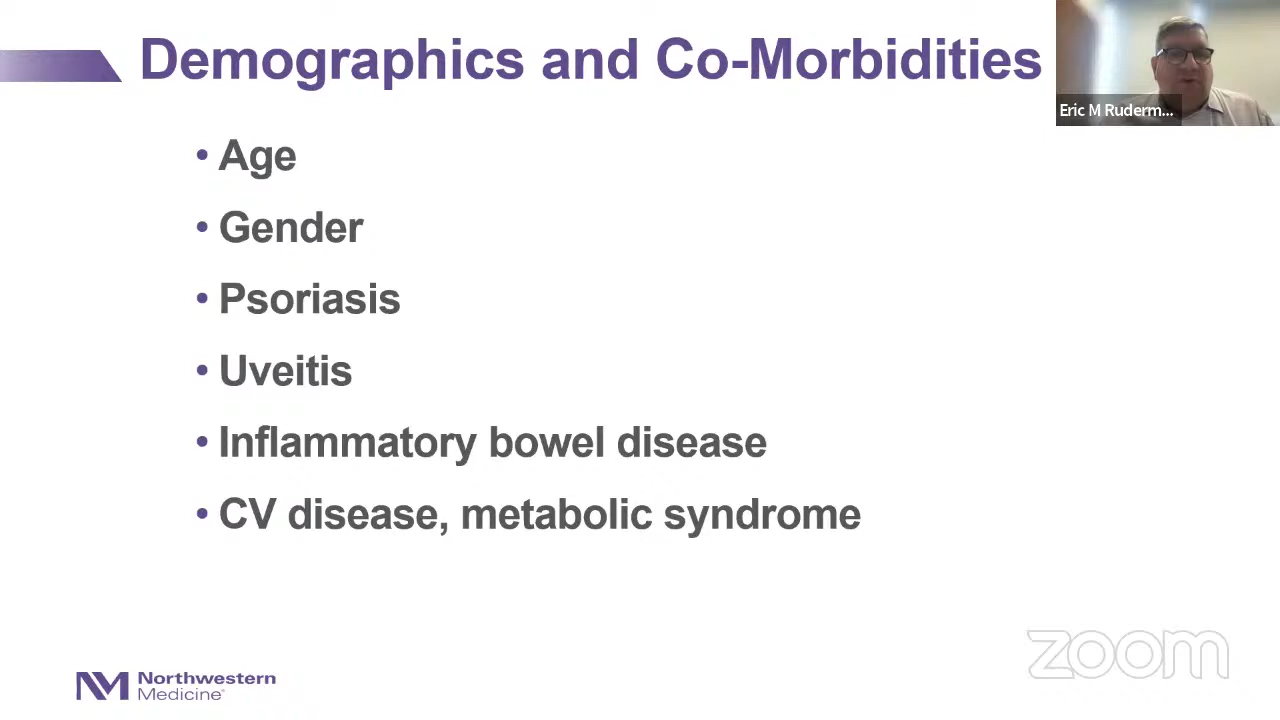 Demographics and Co-Morbidities
Eric M Ruderm...
• Age
• Gender
• Psoriasis
• Uveitis
• Inflammatory bowel disease
• CV disease, metabolic syndrome
zoom
NM Northwestern
Medicine®